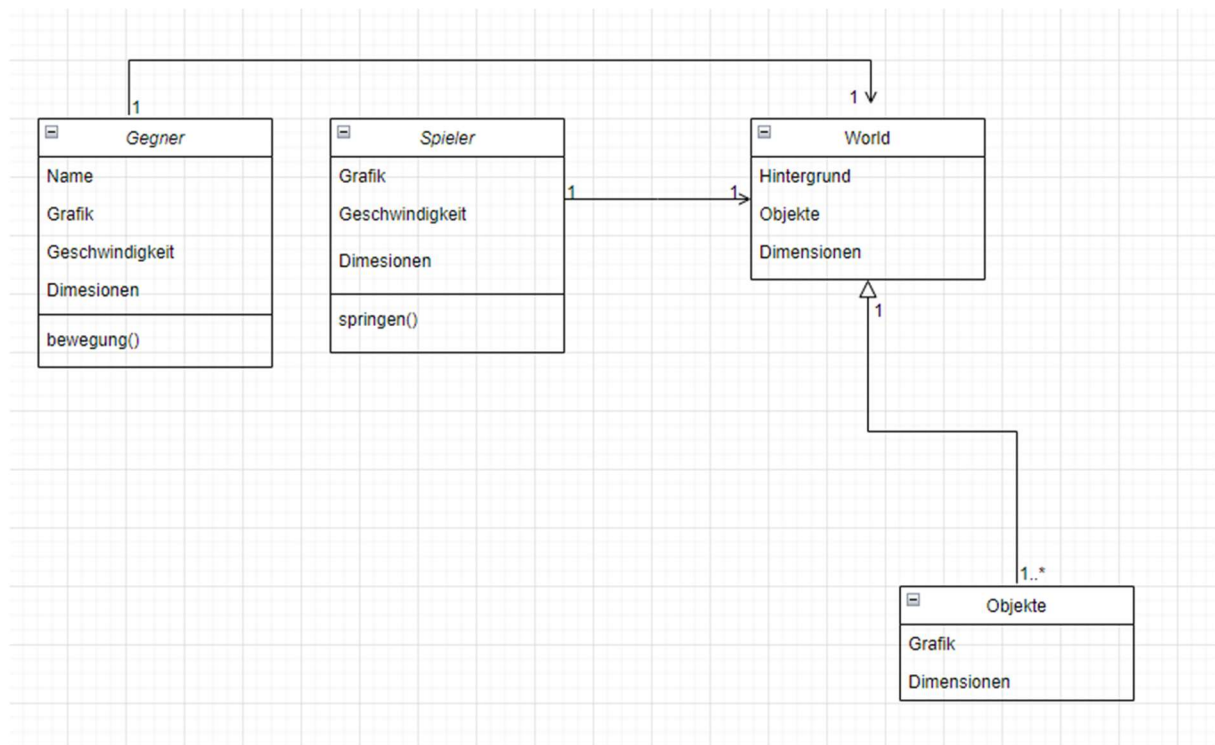 1
1
Gegner
Name
Grafik
Geschwindigkeit
Dimesionen
bewegung()
Spieler
Grafik
Geschwindigkeit
Dimesionen
springen()
1
1
World
Hintergrund
Objekte
Dimensionen
1
1..*
Objekte
Grafik
Dimensionen